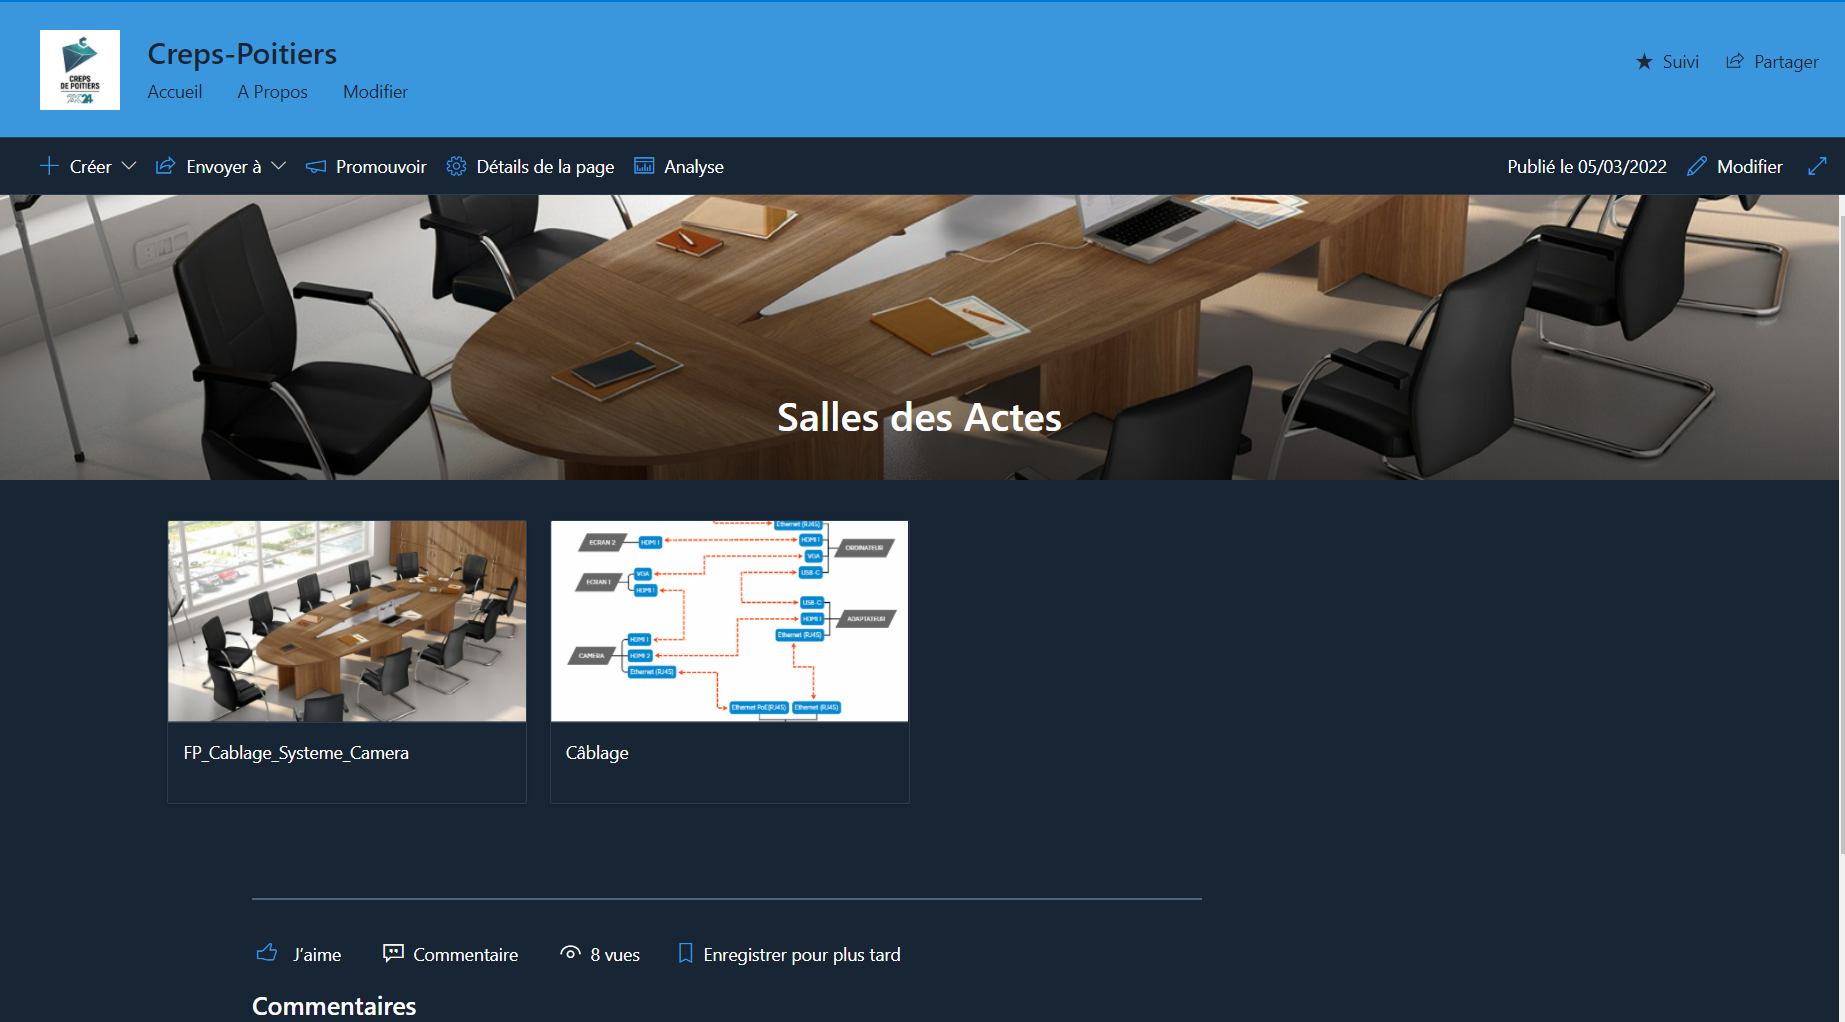 CREPS
DE POITIERS
Creps-Poitiers
Accueil A Propos Modifier
Suivi Partager
Créer Envoyer à Promouvoir Détails de la page Analyse
Publié le 05/03/2022 Modifier
Salles des Actes
Ethernet (RJ45)
ECRAN 2 HDMI 1 HDMI 1 ORDINATEUR
VGA
ECRAN 1 VGA USB-C
HDMI 1
USB-C
HDMI 1 ADAPTATEUR
Ethernet (RJ45)
HDMI 1
CAMERA HDMI 2
Ethernet (RJ45)
Ethernet PoE(RJ45) Ethernet (RJ45)
FP_Cablage_Systeme_Camera
Câblage
J'aime Commentaire 8 vues Enregistrer pour plus tard
Commentaires